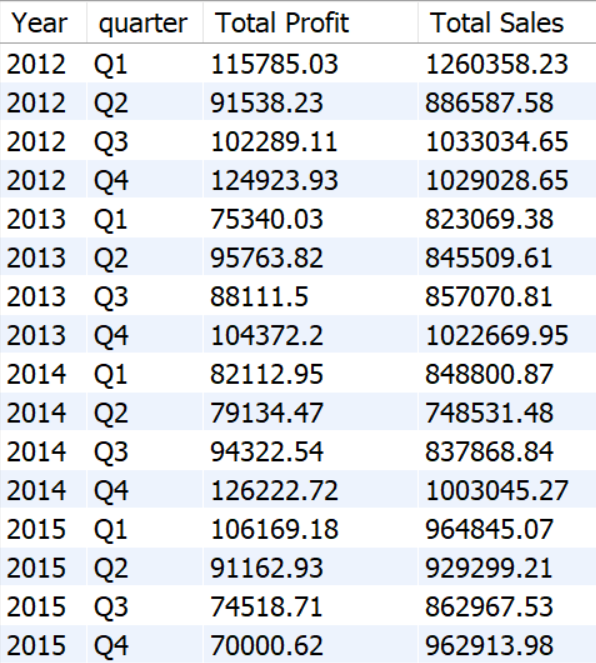 Year quarter Total Profit Total Sales
2012 Q1 115785.03 1260358.23
2012 Q2 91538.23 886587.58
2012 Q3 102289.11 1033034.65
2012 Q4 124923.93 1029028.65
2013 Q1 75340.03 823069.38
2013 Q2 95763.82 845509.61
2013 Q3 88111.5 857070.81
2013 Q4 104372.2 1022669.95
2014 Q1 82112.95 848800.87
2014 Q2 79134.47 748531.48
2014 Q3 94322.54 837868.84
2014 Q4 126222.72 1003045.27
2015 Q1 106169.18 964845.07
2015 Q2 91162.93 929299.21
2015 Q3 74518.71 862967.53
2015 Q4 70000.62 962913.98